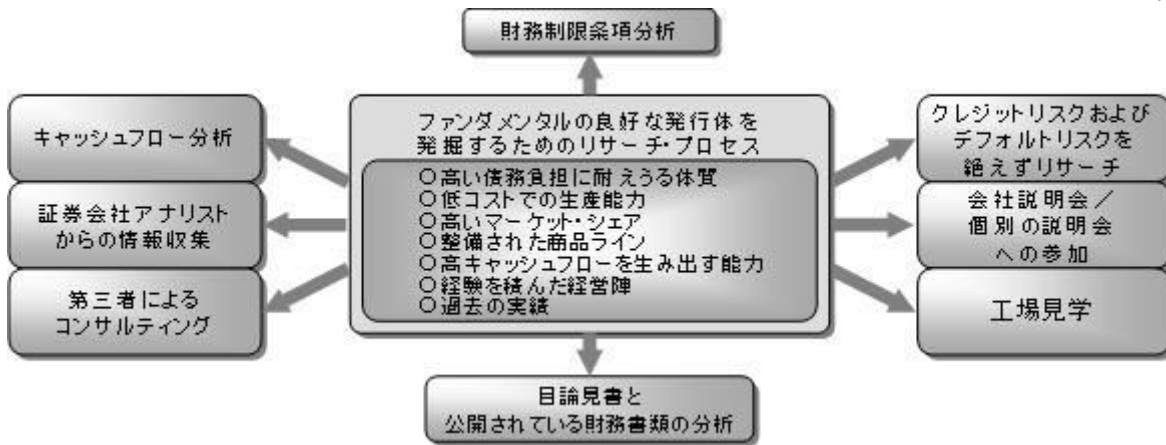 財務制限条項分析
キャッシュフロー分析
証券会社アナリスト
からの情報収集
第三者による
コンサルティング
ファンダメンタルの良好な発行体を
発掘するためのリサーチ・プロセス
○高い債務負担に耐えうる体質
○低コストでの生産能力
○高いマーケット・シェア
○整備された商品ライン
○高キャッシュフローを生み出す能力
○経験を積んだ経営陣
○過去の実績
クレジットリスクおよび
デフォルトリスクを
絶えずリサーチ
会社説明会／
個別の説明会
への参加
工場見学
目論見書と
公開されている財務書類の分析